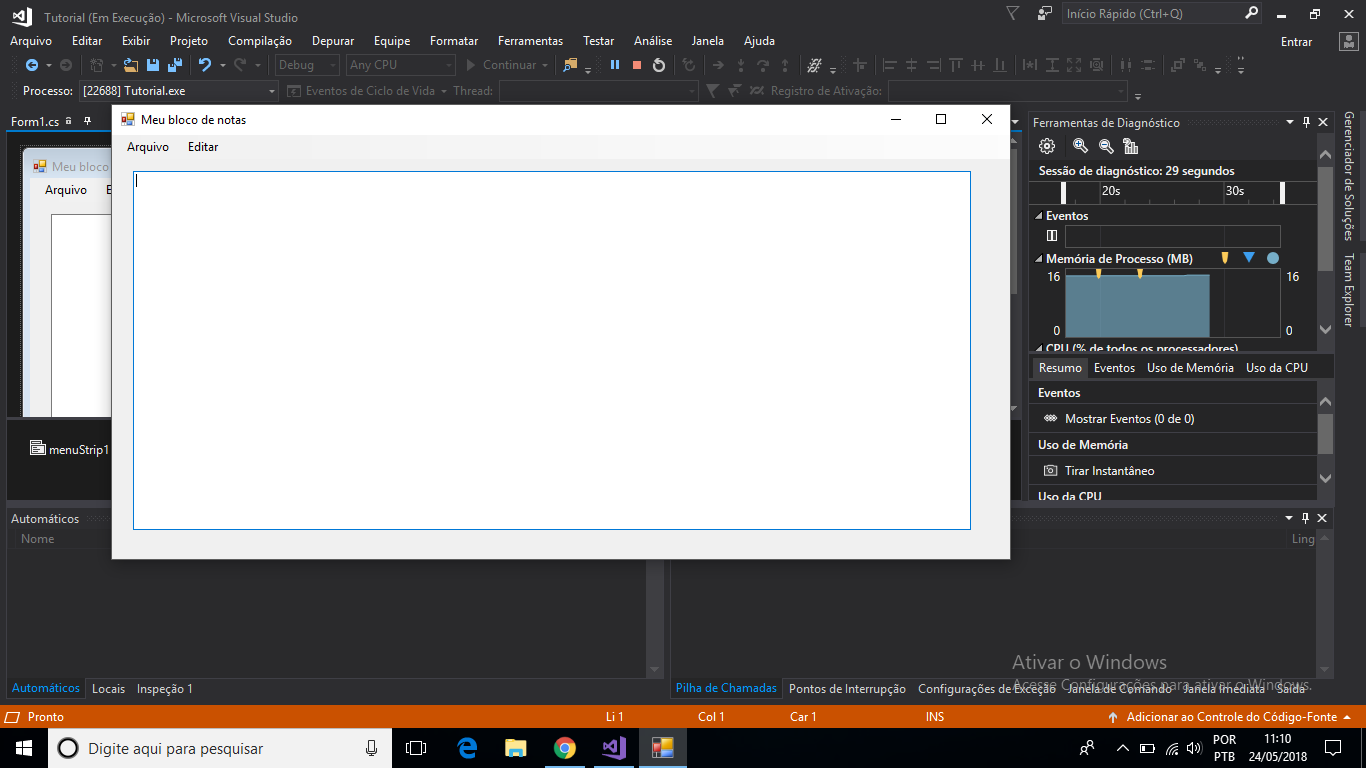 Tutorial (Em Execução) - Microsoft Visual Studio
Início Rápido (Ctrl+Q)
Arquivo Editar Exibir Projeto Compilação Depurar Equipe Formatar Ferramentas Testar Análise Janela Ajuda
Entrar
Debug Any CPU Continuar
Processo: [22688] Tutorial.exe Eventos de Ciclo de Vida Thread: Registro de Ativação:
Form1.cs
Meu bloco de notas
Arquivo Editar
Meu bloco
Arquivo
menuStrip1
Ferramentas de Diagnóstico
Sessão de diagnóstico: 29 segundos
20s 30s
Eventos
Memória de Processo (MB)
16 16
0 0
CPU (% de todos os processadores)
Resumo Eventos Uso de Memória Uso da CPU
Eventos
Mostrar Eventos (0 de 0)
Uso de Memória
Tirar Instantâneo
Uso da CPU
Gerenciador de Soluções
Team Explorer
Automáticos
Nome
Ling
Automáticos Locais Inspeção 1
Pilha de Chamadas Pontos de Interrupção Configurações de Exceção Janela de Comando Janela Imediata Saída
Ativar o Windows
Acesse Configurações para ativar o Windows.
Pronto Li 1 Col 1 Car 1 INS Adicionar ao Controle do Código-Fonte
Digite aqui para pesquisar
POR
PTB
11:10
24/05/2018